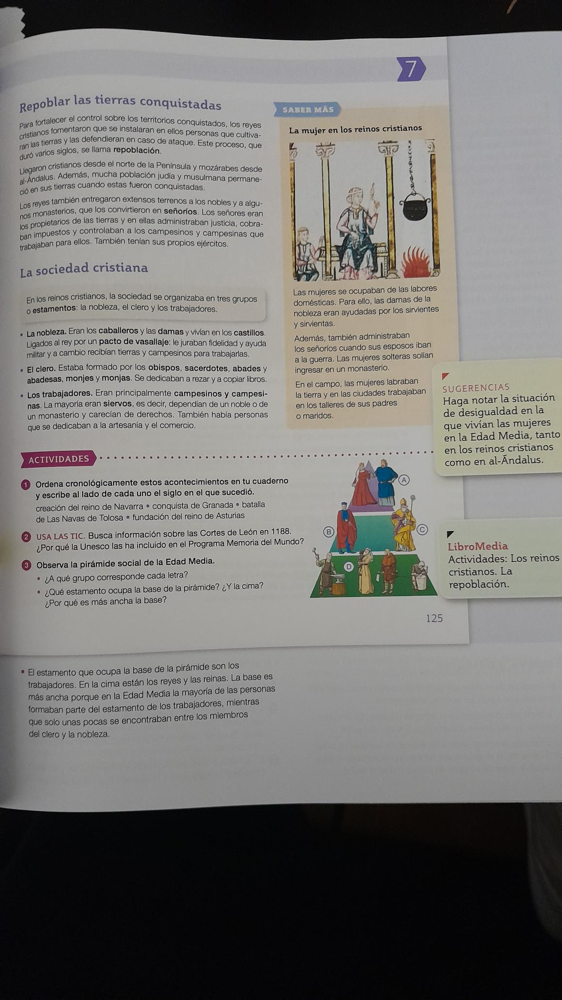 7
Repoblar las tierras conquistadas
Para fortalecer el control sobre los territorios conquistados, los reyes
cristianos fomentaron que se instalaran en ellos personas que cultiva-
ran las tierras y las defendieran en caso de ataque. Este proceso, que
duró varios siglos, se llama repoblación.
Llegaron cristianos desde el norte de la Península y mozárabes desde
al-Ándalus. Además, mucha población judía y musulmana permane-
ció en sus tierras cuando estas fueron conquistadas.
Los reyes también entregaron extensos terrenos a los nobles y a algu-
nos monasterios, que los convirtieron en señoríos. Los señores eran
los propietarios de las tierras y en ellas administraban justicia, cobra-
ban impuestos y controlaban a los campesinos y campesinas que
trabajaban para ellos. También tenían sus propios ejércitos.
La sociedad cristiana
En los reinos cristianos, la sociedad se organizaba en tres grupos
o estamentos: la nobleza, el clero y los trabajadores.
• La nobleza. Eran los caballeros y las damas y vivían en los castillos.
Ligados al rey por un pacto de vasallaje: le juraban fidelidad y ayuda
militar y a cambio recibían tierras y campesinos para trabajarlas.
• El clero. Estaba formado por los obispos, sacerdotes, abades y
abadesas, monjes y monjas. Se dedicaban a rezar y a copiar libros.
• Los trabajadores. Eran principalmente campesinos y campesi-
nas. La mayoría eran siervos, es decir, dependían de un noble o de
un monasterio y carecían de derechos. También había personas
que se dedicaban a la artesanía y el comercio.
SABER MÁS
La mujer en los reinos cristianos
Las mujeres se ocupaban de las labores
domésticas. Para ello, las damas de la
nobleza eran ayudadas por los sirvientes
y sirvientas.
Además, también administraban
los señoríos cuando sus esposos iban
a la guerra. Las mujeres solteras solían
ingresar en un monasterio.
En el campo, las mujeres labraban
la tierra y en las ciudades trabajaban
en los talleres de sus padres
o maridos.
SUGERENCIAS
Haga notar la situación
de desigualdad en la
que vivían las mujeres
en la Edad Media, tanto
en los reinos cristianos
como en al-Ándalus.
ACTIVIDADES
1 Ordena cronológicamente estos acontecimientos en tu cuaderno
y escribe al lado de cada uno el siglo en el que sucedió.
creación del reino de Navarra • conquista de Granada • batalla
de Las Navas de Tolosa • fundación del reino de Asturias
2 USA LAS TIC. Busca información sobre las Cortes de León en 1188.
¿Por qué la Unesco las ha incluido en el Programa Memoria del Mundo?
3 Observa la pirámide social de la Edad Media.
• ¿A qué grupo corresponde cada letra?
• ¿Qué estamento ocupa la base de la pirámide? ¿Y la cima?
¿Por qué es más ancha la base?
A
B
C
D
LibroMedia
Actividades: Los reinos
cristianos. La
repoblación.
125
▪ El estamento que ocupa la base de la pirámide son los
trabajadores. En la cima están los reyes y las reinas. La base es
más ancha porque en la Edad Media la mayoría de las personas
formaban parte del estamento de los trabajadores, mientras
que solo unas pocas se encontraban entre los miembros
del clero y la nobleza.